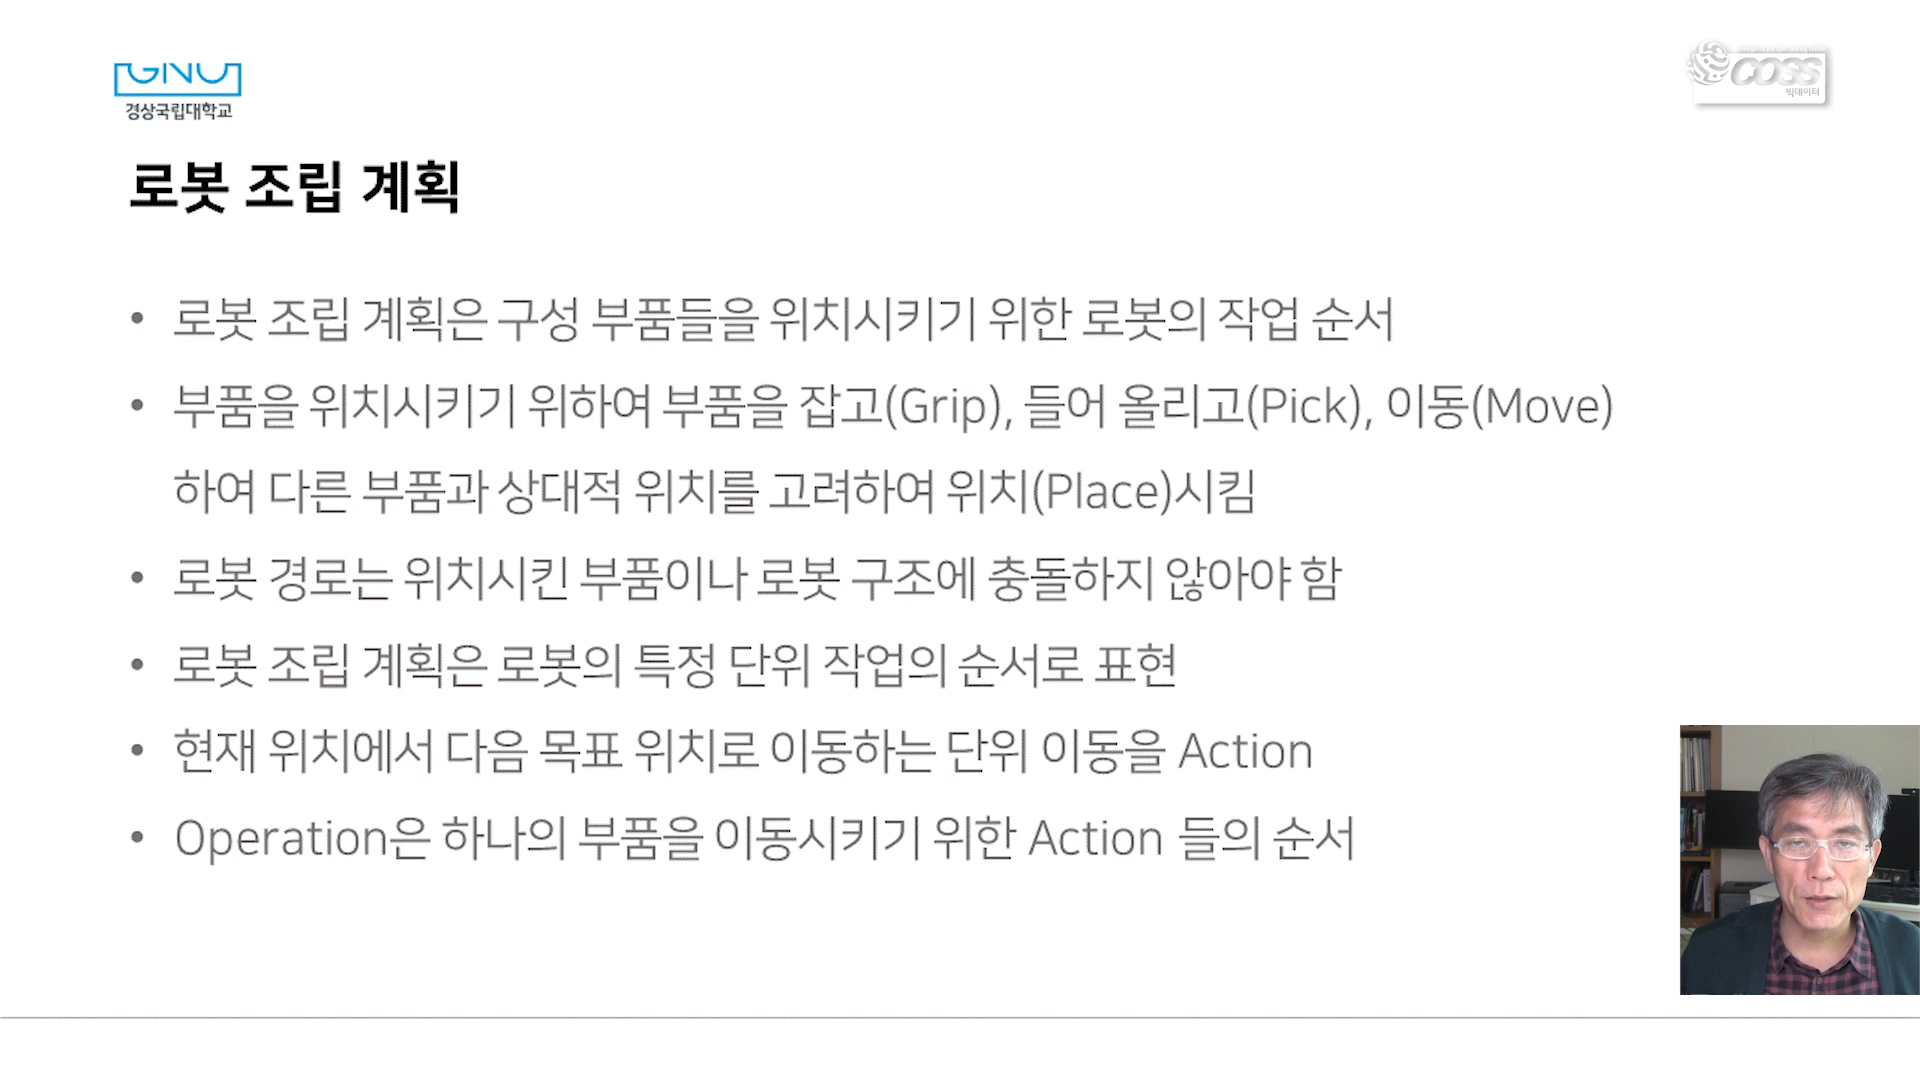 GNU
경상국립대학교
COSS
빅데이터
로봇 조립 계획
• 로봇 조립 계획은 구성 부품들을 위치시키기 위한 로봇의 작업 순서
• 부품을 위치시키기 위하여 부품을 잡고(Grip), 들어 올리고(Pick), 이동(Move)
하여 다른 부품과 상대적 위치를 고려하여 위치(Place)시킴
• 로봇 경로는 위치시킨 부품이나 로봇 구조에 충돌하지 않아야 함
• 로봇 조립 계획은 로봇의 특정 단위 작업의 순서로 표현
• 현재 위치에서 다음 목표 위치로 이동하는 단위 이동을 Action
• Operation은 하나의 부품을 이동시키기 위한 Action 들의 순서